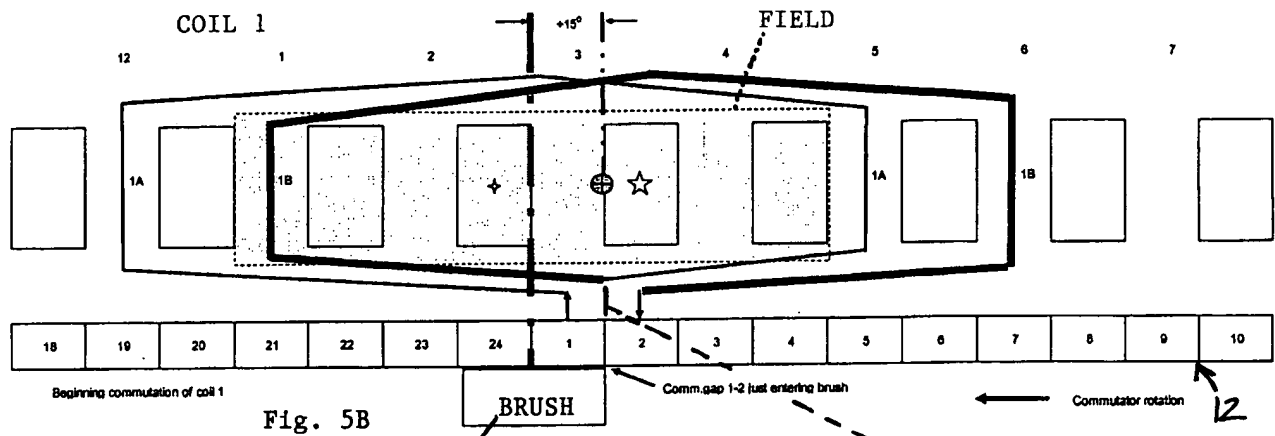 COIL 1
+15°
FIELD
12 1 2 3 4 5 6 7
1A 1B 1A 1B
18 19 20 21 22 23 24 1 2 3 4 5 6 7 8 9 10
Beginning commutation of coil 1
Comm.gap 1-2 just entering brush
Commutator rotation
12
BRUSH
Fig. 5B